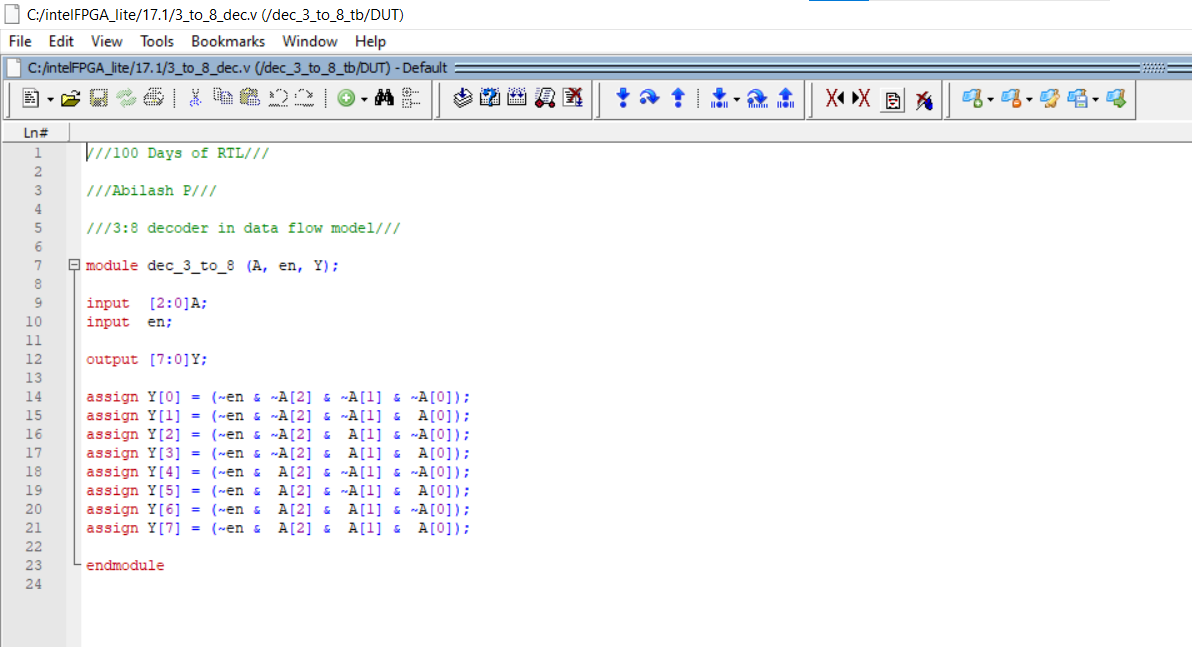 C:/intelFPGA_lite/17.1/3_to_8_dec.v (/dec_3_to_8_tb/DUT)
File Edit View Tools Bookmarks Window Help
C:/intelFPGA_lite/17.1/3_to_8_dec.v (/dec_3_to_8_tb/DUT) - Default
Ln#
1 ///100 Days of RTL///
2
3 ///Abilash P///
4
5 ///3:8 decoder in data flow model///
6
7 module dec_3_to_8 (A, en, Y);
8
9 input  [2:0]A;
10 input  en;
11
12 output [7:0]Y;
13
14 assign Y[0] = (~en & ~A[2] & ~A[1] & ~A[0]);
15 assign Y[1] = (~en & ~A[2] & ~A[1] &  A[0]);
16 assign Y[2] = (~en & ~A[2] &  A[1] & ~A[0]);
17 assign Y[3] = (~en & ~A[2] &  A[1] &  A[0]);
18 assign Y[4] = (~en &  A[2] & ~A[1] & ~A[0]);
19 assign Y[5] = (~en &  A[2] & ~A[1] &  A[0]);
20 assign Y[6] = (~en &  A[2] &  A[1] & ~A[0]);
21 assign Y[7] = (~en &  A[2] &  A[1] &  A[0]);
22
23 endmodule
24